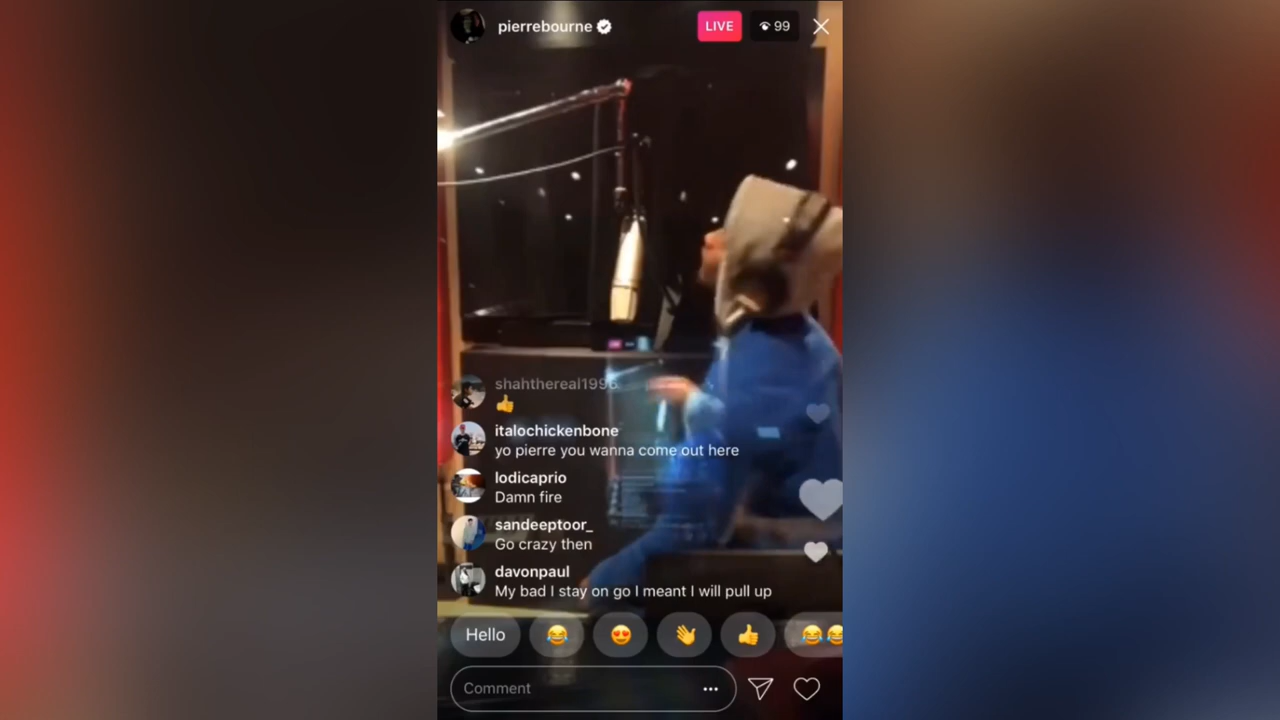 pierrebourne
LIVE
99
shahthereal1996
👍
italochickenbone
yo pierre you wanna come out here
lodicaprio
Damn fire
sandeeptoor_
Go crazy then
davonpaul
My bad I stay on go I meant I will pull up
Hello 😂 😍 👋 👍 😂😂
Comment